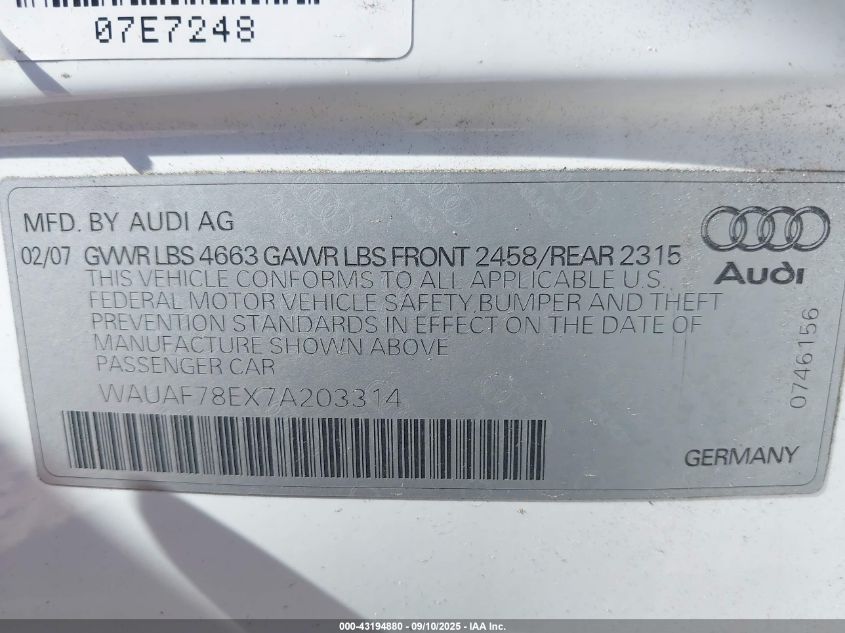 07E7248
MFD. BY AUDI AG
02/07 GVWR LBS 4663 GAWR LBS FRONT 2458/REAR 2315
THIS VEHICLE CONFORMS TO ALL APPLICABLE U.S.
FEDERAL MOTOR VEHICLE SAFETY, BUMPER AND THEFT
PREVENTION STANDARDS IN EFFECT ON THE DATE OF
MANUFACTURE SHOWN ABOVE
PASSENGER CAR
WAUAF78EX7A203314
Audi
0746156
GERMANY
000-43194880 - 09/10/2025 - IAA Inc.